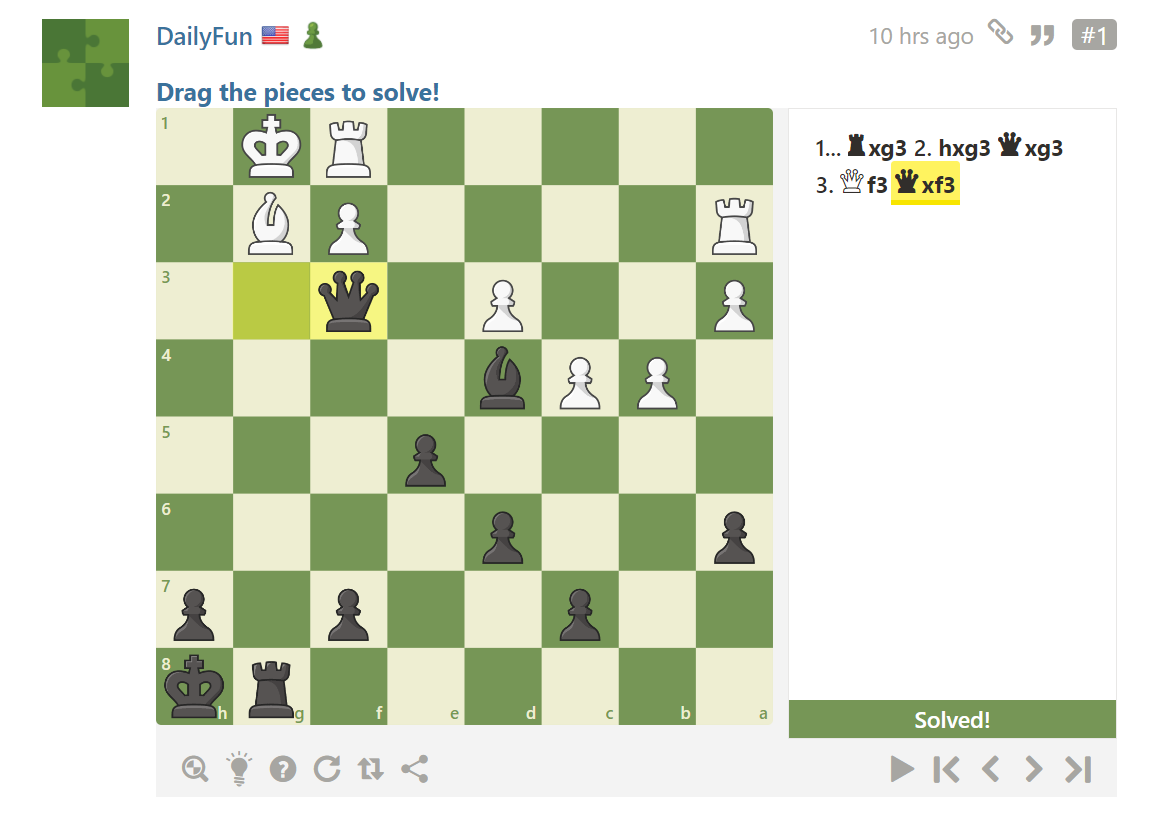 DailyFun
10 hrs ago
#1
Drag the pieces to solve!
1... ♜xg3 2. hxg3 ♛xg3
3. ♕f3 ♛xf3
1
2
3
4
5
6
7
8
h g f e d c b a
Solved!